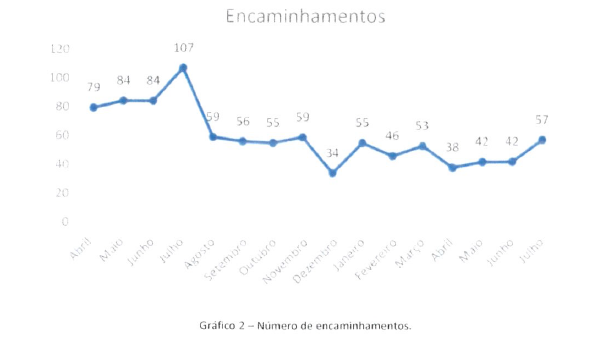 Encaminhamentos
120
100
80
60
40
20
0
79 84 84 107 59 56 55 59 34 55 46 53 38 42 42 57
Abril Maio Junho Julho Agosto Setembro Outubro Novembro Dezembro Janeiro Fevereiro Março Abril Maio Junho Julho
Gráfico 2 – Número de encaminhamentos.